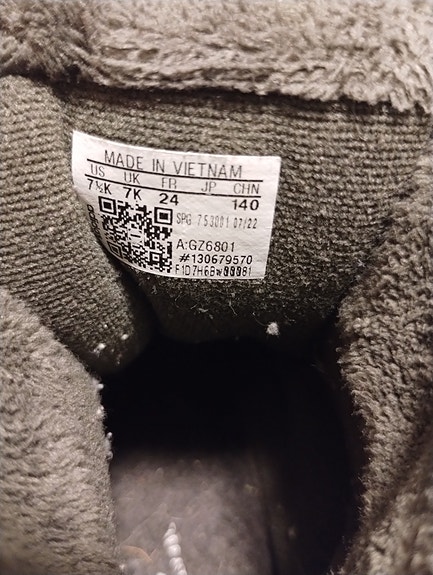 MADE IN VIETNAM
US UK FR JP CHN
7½K 7K 24 140
SPG 753001 07/22
A:GZ6801
#130679570